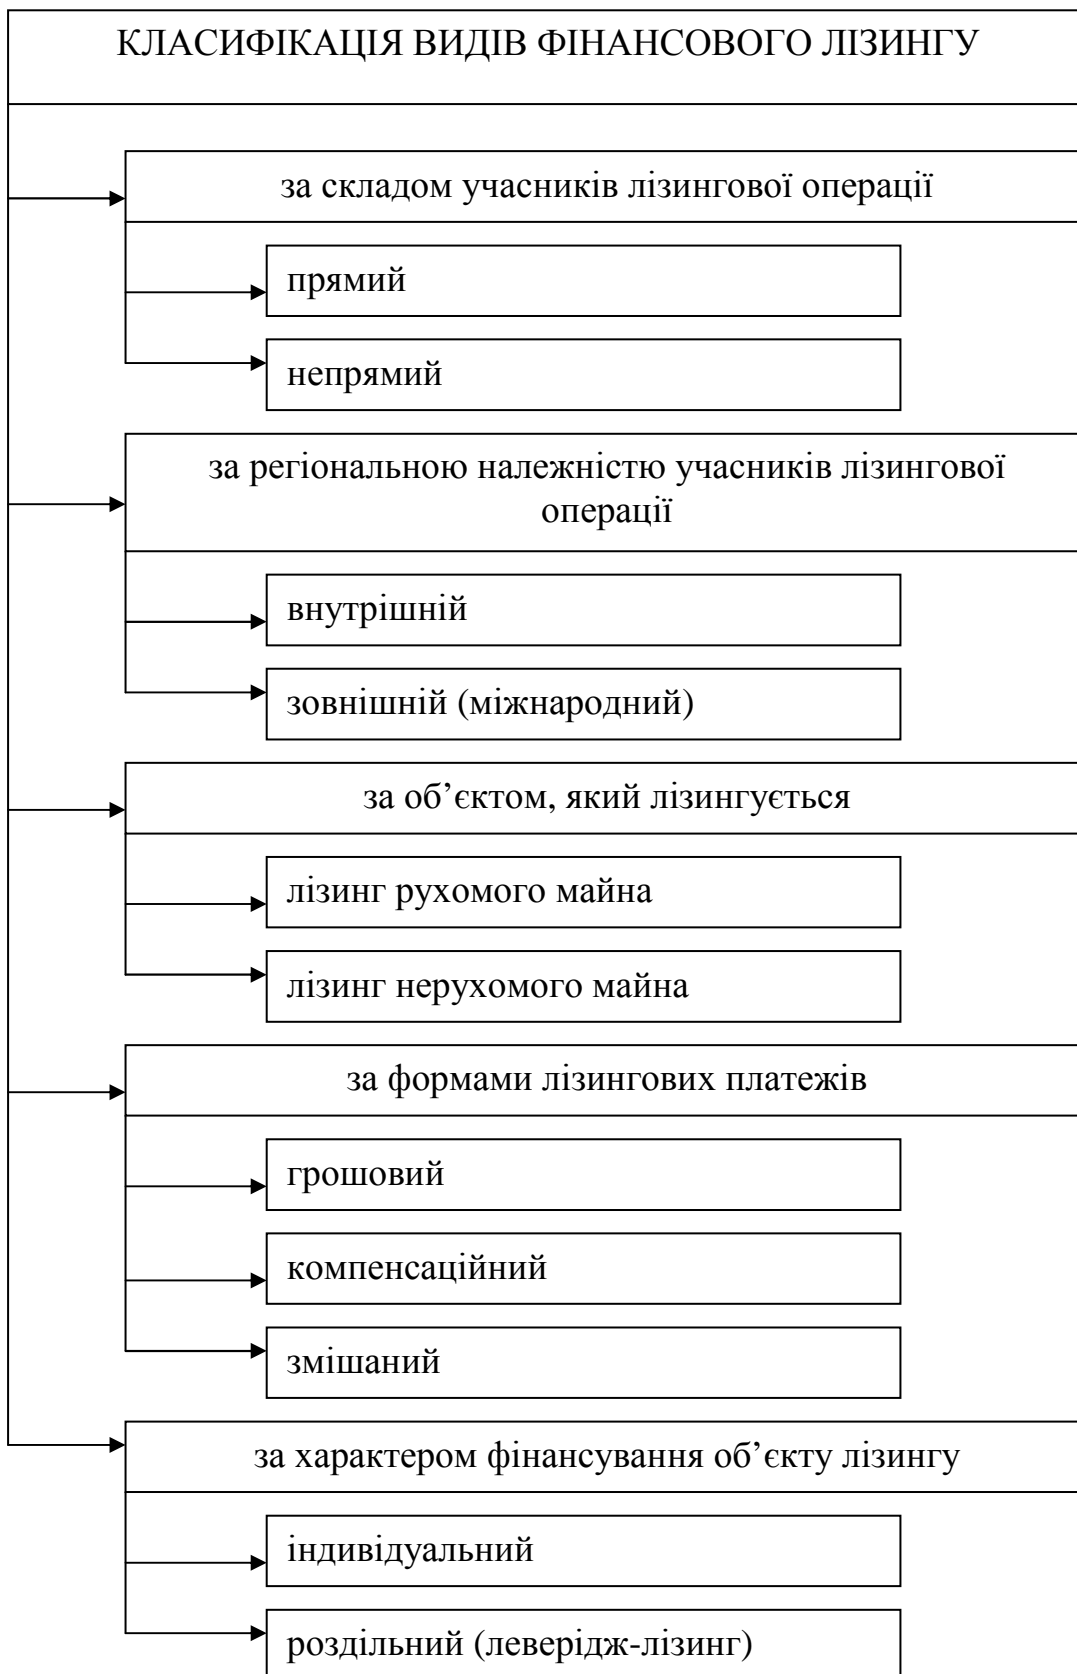 КЛАСИФІКАЦІЯ ВИДІВ ФІНАНСОВОГО ЛІЗИНГУ
за складом учасників лізингової операції
прямий
непрямий
за регіональною належністю учасників лізингової
операції
внутрішній
зовнішній (міжнародний)
за об’єктом, який лізингується
лізинг рухомого майна
лізинг нерухомого майна
за формами лізингових платежів
грошовий
компенсаційний
змішаний
за характером фінансування об’єкту лізингу
індивідуальний
роздільний (леверідж-лізинг)